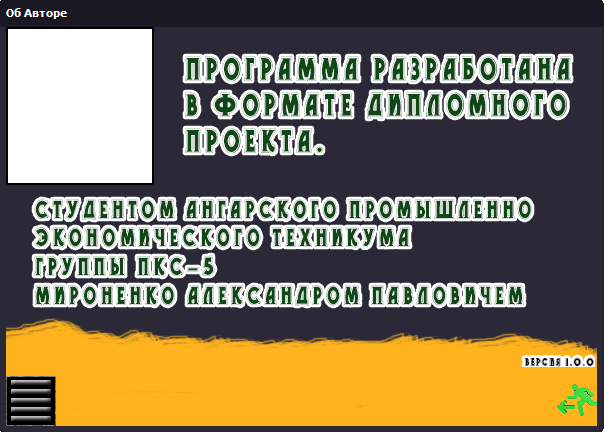 Об Авторе
ПРОГРАММА РАЗРАБОТАНА
В ФОРМАТЕ ДИПЛОМНОГО
ПРОЕКТА.
СТУДЕНТОМ АНГАРСКОГО ПРОМЫШЛЕННО
ЭКОНОМИЧЕСКОГО ТЕХНИКУМА
ГРУППЫ ПКС-5
МИРОНЕНКО АЛЕКСАНДРОМ ПАВЛОВИЧЕМ
ВЕРСИЯ 1.0.0